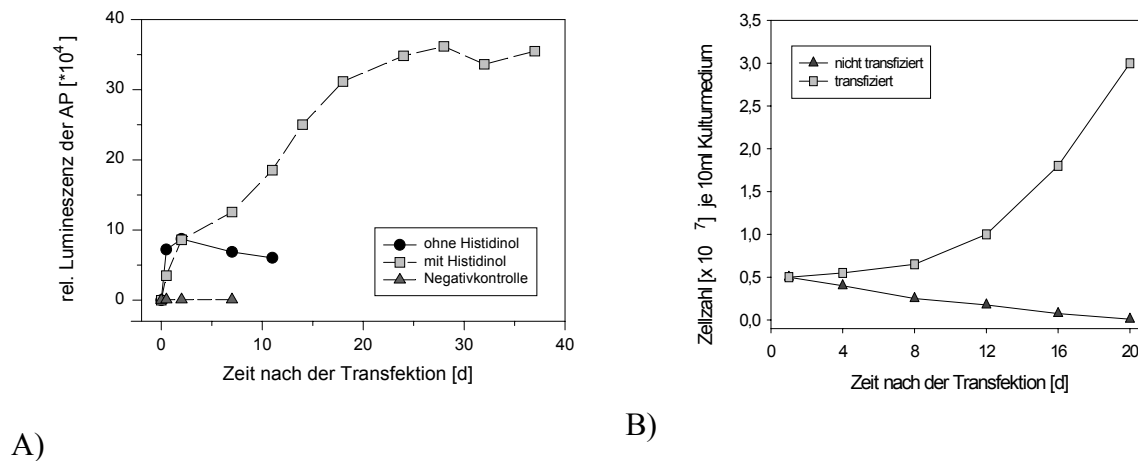 rel. Lumineszenz der AP [*10⁴]
40
30
20
10
0
0 10 20 30 40
Zeit nach der Transfektion [d]
ohne Histidinol
mit Histidinol
Negativkontrolle
A)
Zellzahl [x 10 ⁷] je 10ml Kulturmedium
3,5
3,0
2,5
2,0
1,5
1,0
0,5
0,0
0 4 8 12 16 20
Zeit nach der Transfektion [d]
nicht transfiziert
transfiziert
B)